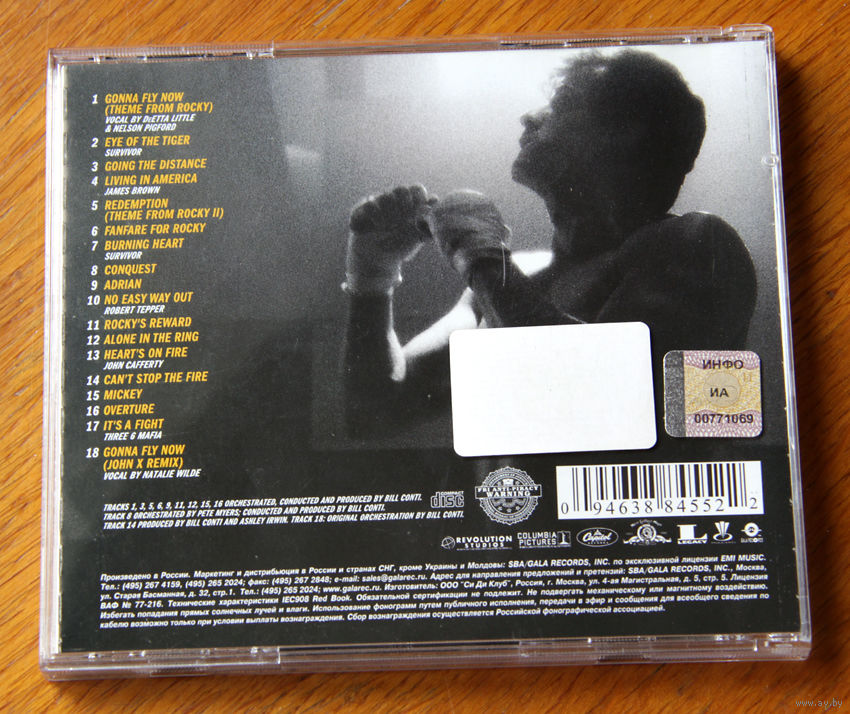 1 GONNA FLY NOW
(THEME FROM ROCKY)
VOCAL BY DEETTA LITTLE
& NELSON PIGFORD
2 EYE OF THE TIGER
SURVIVOR
3 GOING THE DISTANCE
4 LIVING IN AMERICA
JAMES BROWN
5 REDEMPTION
(THEME FROM ROCKY II)
6 FANFARE FOR ROCKY
7 BURNING HEART
SURVIVOR
8 CONQUEST
9 ADRIAN
10 NO EASY WAY OUT
ROBERT TEPPER
11 ROCKY'S REWARD
12 ALONE IN THE RING
13 HEART'S ON FIRE
JOHN CAFFERTY
14 CAN'T STOP THE FIRE
15 MICKEY
16 OVERTURE
17 IT'S A FIGHT
THREE 6 MAFIA
18 GONNA FLY NOW
(JOHN X REMIX)
VOCAL BY NATALIE WILDE
ИНФО
ИА
00771069
TRACKS 1, 3, 5, 6, 9, 11, 12, 15, 16 ORCHESTRATED, CONDUCTED AND PRODUCED BY BILL CONTI.
TRACK 8 ORCHESTRATED BY PETE MYERS; CONDUCTED AND PRODUCED BY BILL CONTI.
TRACK 14 PRODUCED BY BILL CONTI AND ASHLEY IRWIN. TRACK 18: ORIGINAL ORCHESTRATION BY BILL CONTI.
COMPACT
disc
FBI ANTI-PIRACY
WARNING
0 94638 84552 2
REVOLUTION
STUDIOS
COLUMBIA
PICTURES
Capitol
LEGACY
Произведено в России. Маркетинг и дистрибьюция в России и странах СНГ, кроме Украины и Молдовы: SBA/GALA RECORDS, INC. по эксклюзивной лицензии EMI MUSIC.
Тел.: (495) 267 4159, (495) 265 2024; факс: (495) 267 2848; e-mail: sales@galarec.ru. Адрес для направления предложений и претензий: SBA/GALA RECORDS, INC., Москва,
ул. Старая Басманная, д. 32, стр.1. Тел.: (495) 265 2024; www.galarec.ru. Изготовитель: ООО "Си Ди Клуб", Россия, г. Москва, ул. 4-ая Магистральная, д. 5, стр. 5. Лицензия
ВАФ № 77-216. Технические характеристики IEC908 Red Book. Обязательной сертификации не подлежит. Не подвергать механическому или магнитному воздействию.
Избегать попадания прямых солнечных лучей и влаги. Использование фонограмм путем публичного исполнения, передачи в эфир и сообщения для всеобщего сведения по
кабелю возможно только при условии выплаты вознаграждения. Сбор вознаграждения осуществляется Российской фонографической ассоциацией.
www.ay.by